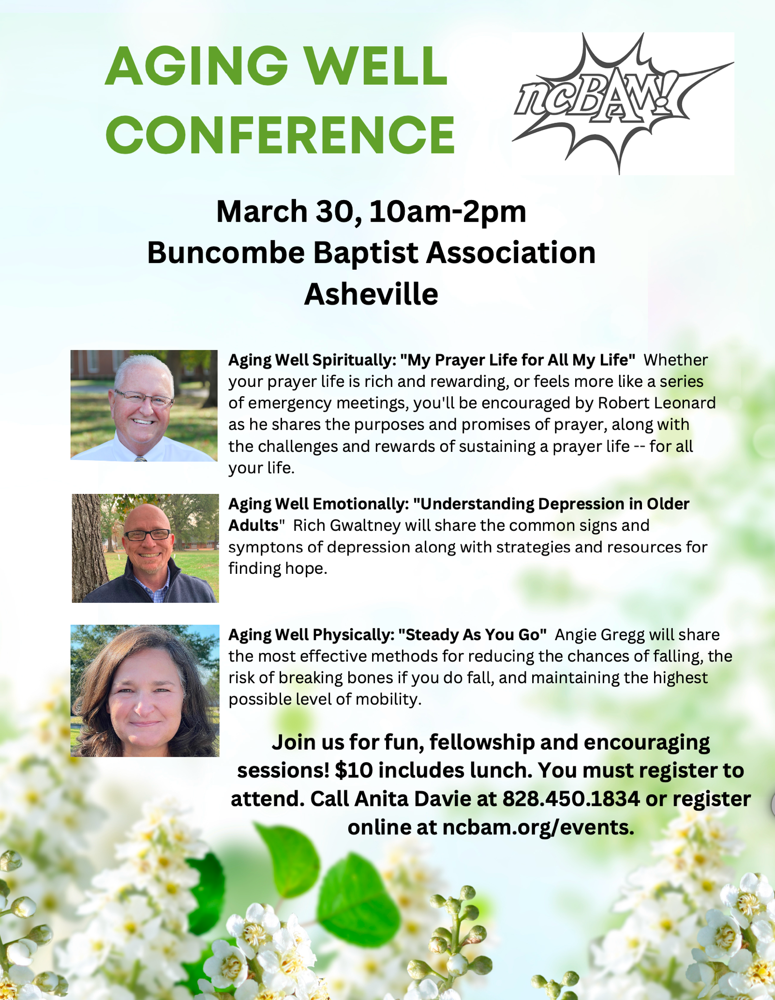 AGING WELL
CONFERENCE
ncBAM!
March 30, 10am-2pm
Buncombe Baptist Association
Asheville
Aging Well Spiritually: "My Prayer Life for All My Life"  Whether
your prayer life is rich and rewarding, or feels more like a series
of emergency meetings, you'll be encouraged by Robert Leonard
as he shares the purposes and promises of prayer, along with
the challenges and rewards of sustaining a prayer life -- for all
your life.
Aging Well Emotionally: "Understanding Depression in Older
Adults"  Rich Gwaltney will share the common signs and
symptons of depression along with strategies and resources for
finding hope.
Aging Well Physically: "Steady As You Go"  Angie Gregg will share
the most effective methods for reducing the chances of falling, the
risk of breaking bones if you do fall, and maintaining the highest
possible level of mobility.
Join us for fun, fellowship and encouraging
sessions! $10 includes lunch. You must register to
attend. Call Anita Davie at 828.450.1834 or register
online at ncbam.org/events.